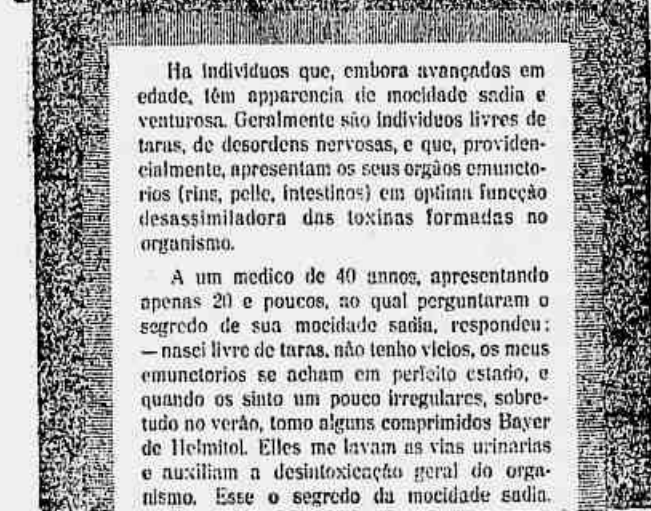 Ha individuos que, embora avançados em
edade, têm apparencia de mocidade sadia e
venturosa. Geralmente são individuos livres de
taras, de desordens nervosas, e que, providen-
cialmente, apresentam os seus orgãos emuncto-
rios (rins, pelle, intestinos) em optima funcção
desassimiladora das toxinas formadas no
organismo.
A um medico de 40 annos, apresentando
apenas 20 e poucos, ao qual perguntaram o
segredo de sua mocidade sadia, respondeu:
— nasci livre de taras, não tenho vicios, os meus
emunctorios se acham em perfeito estado, e
quando os sinto um pouco irregulares, sobre-
tudo no verão, tomo alguns comprimidos Bayer
de Helmitol. Elles me lavam as vias urinarias
e auxiliam a desintoxicação geral do orga-
nismo. Esse o segredo da mocidade sadia.